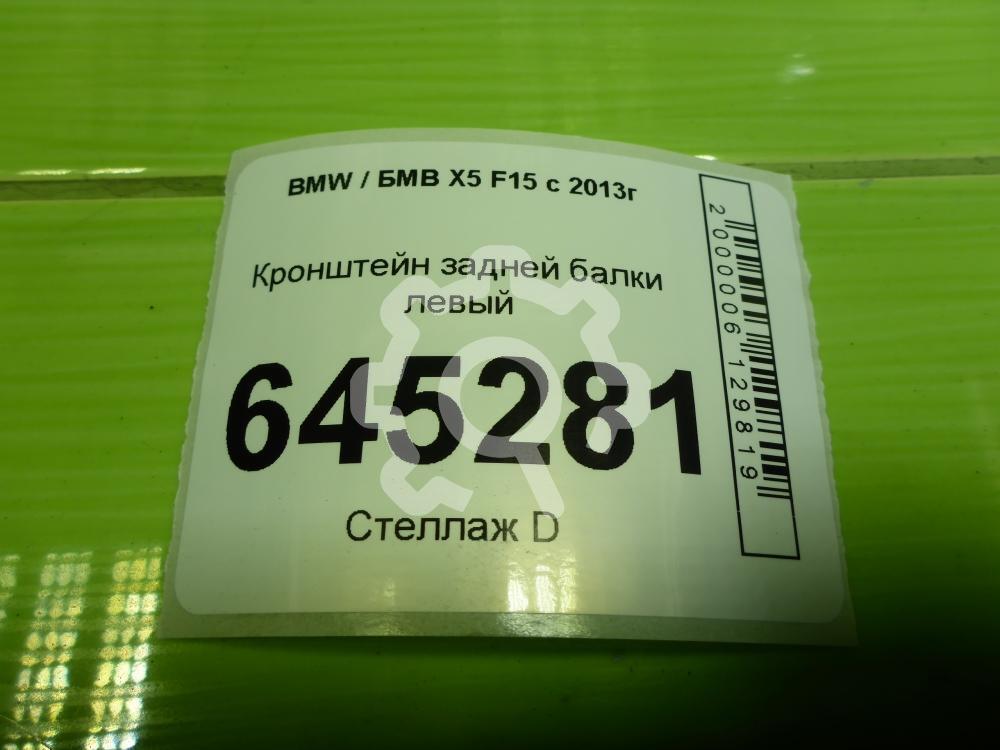 BMW / БМВ X5 F15 с 2013г
Кронштейн задней балки
левый
645281
Стеллаж D
2000006129819